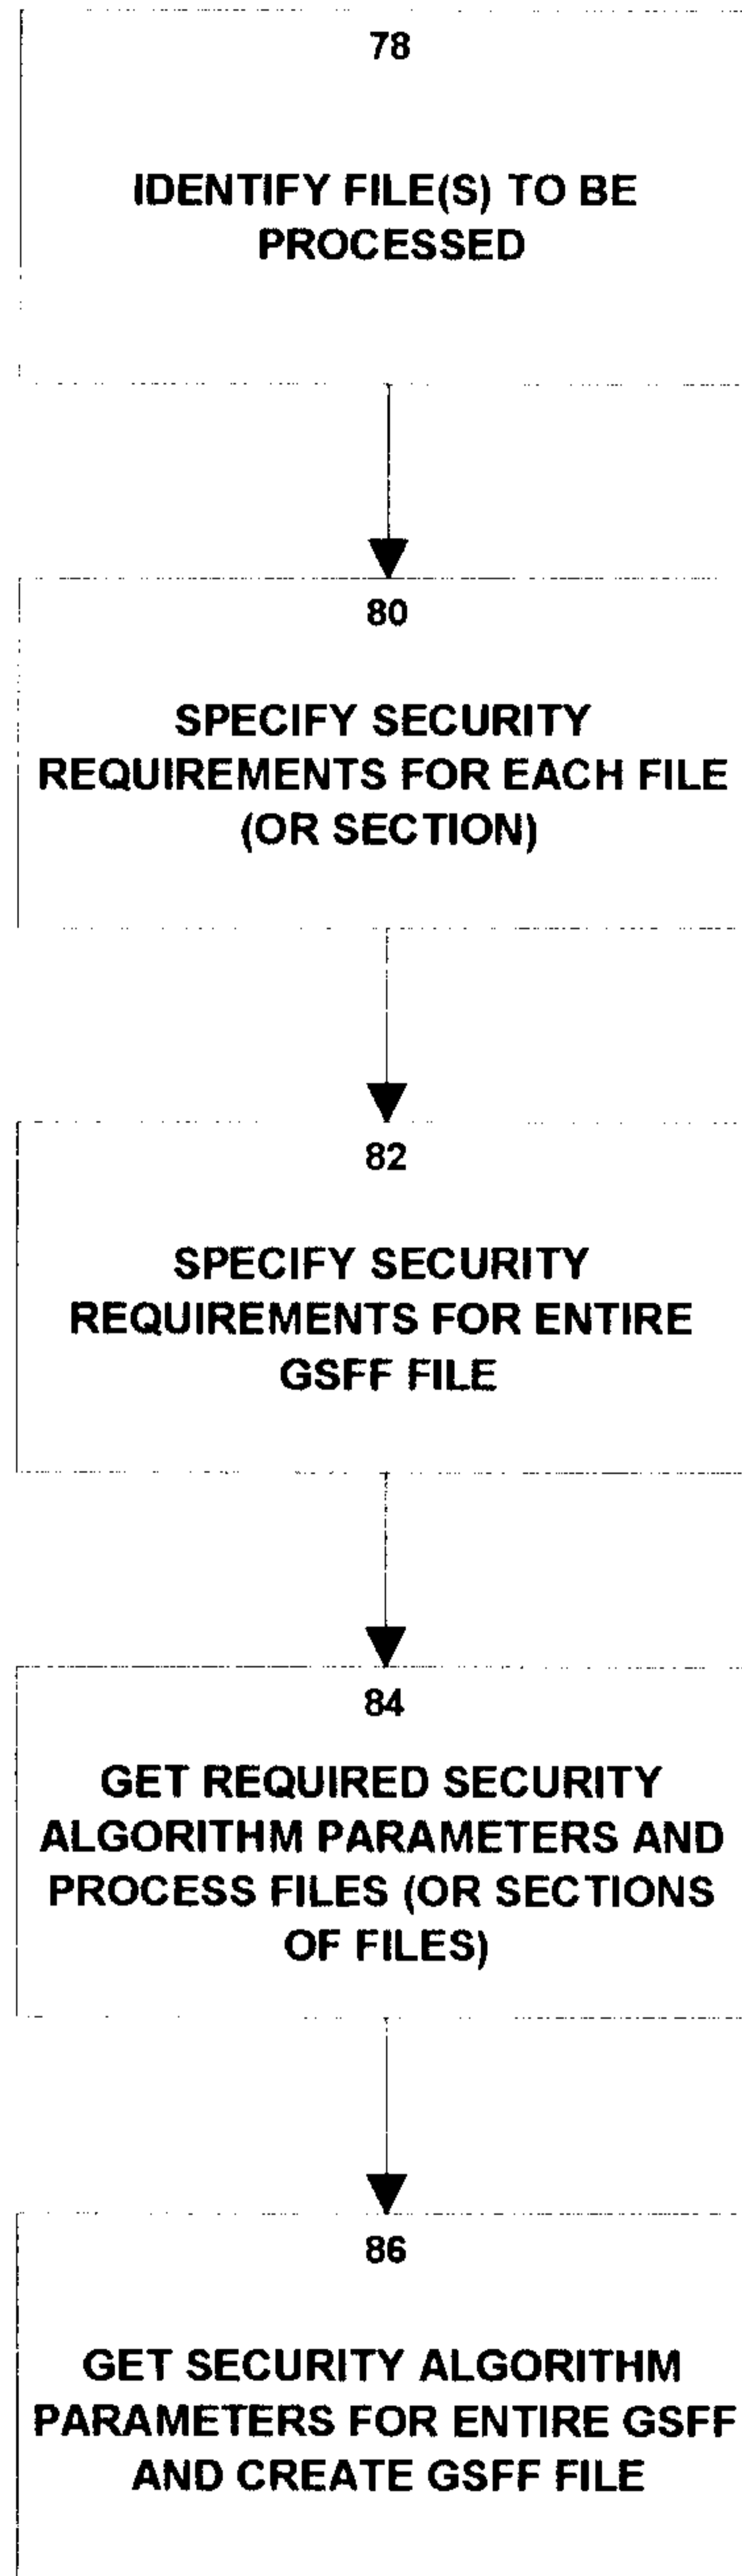 78
IDENTIFY FILE(S) TO BE
PROCESSED
80
SPECIFY SECURITY
REQUIREMENTS FOR EACH FILE
(OR SECTION)
82
SPECIFY SECURITY
REQUIREMENTS FOR ENTIRE
GSFF FILE
84
GET REQUIRED SECURITY
ALGORITHM PARAMETERS AND
PROCESS FILES (OR SECTIONS
OF FILES)
86
GET SECURITY ALGORITHM
PARAMETERS FOR ENTIRE GSFF
AND CREATE GSFF FILE